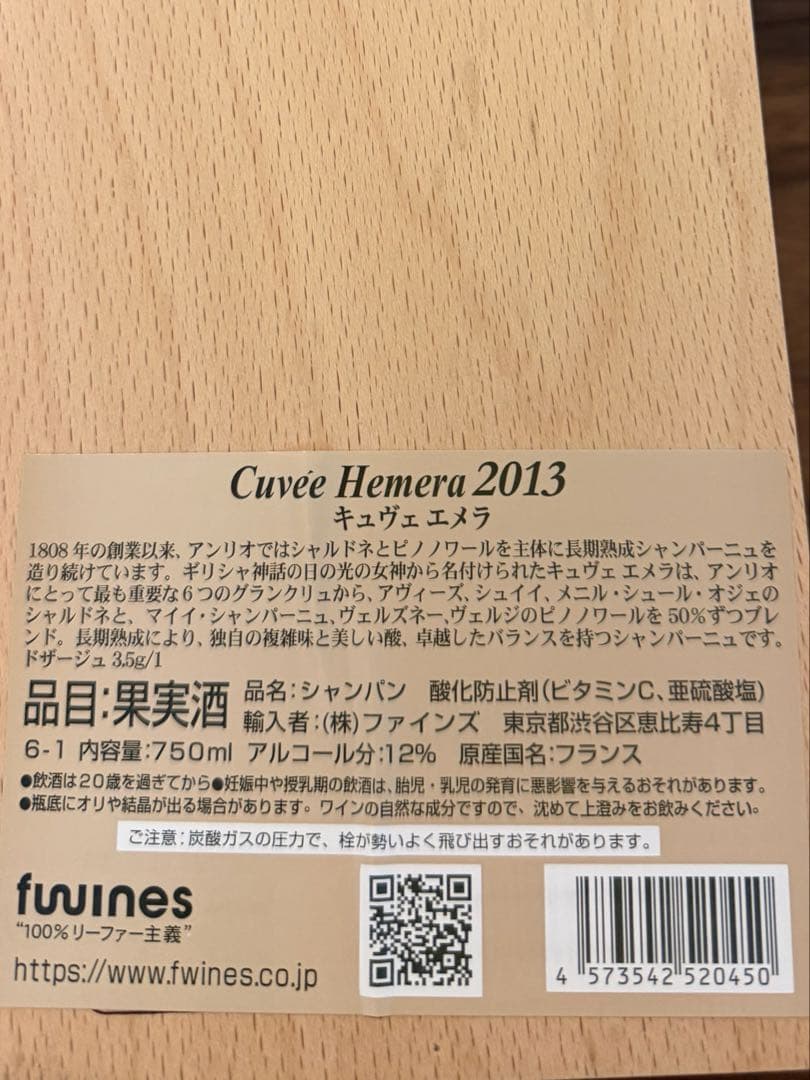 Cuvée Hemera 2013
キュヴェ エメラ
1808年の創業以来、アンリオではシャルドネとピノノワールを主体に長期熟成シャンパーニュを
造り続けています。ギリシャ神話の日の光の女神から名付けられたキュヴェ エメラは、アンリオ
にとって最も重要な6つのグランクリュから、アヴィーズ、シュイイ、メニル・シュール・オジェの
シャルドネと、マイイ・シャンパーニュ、ヴェルズネー、ヴェルジのピノノワールを50%ずつブレ
ンド。長期熟成により、独自の複雑味と美しい酸、卓越したバランスを持つシャンパーニュです。
ドザージュ 3.5g/l
品目:果実酒 品名:シャンパン 酸化防止剤(ビタミンC、亜硫酸塩)
輸入者:(株)ファインズ 東京都渋谷区恵比寿4丁目
6-1 内容量:750ml アルコール分:12% 原産国名:フランス
●飲酒は20歳を過ぎてから●妊娠中や授乳期の飲酒は、胎児・乳児の発育に悪影響を与えるおそれがあります。
●瓶底にオリや結晶が出る場合があります。ワインの自然な成分ですので、沈めて上澄みをお飲みください。
ご注意:炭酸ガスの圧力で、栓が勢いよく飛び出すおそれがあります。
fwines
"100%リーファー主義"
https://www.fwines.co.jp
4 573542 520450